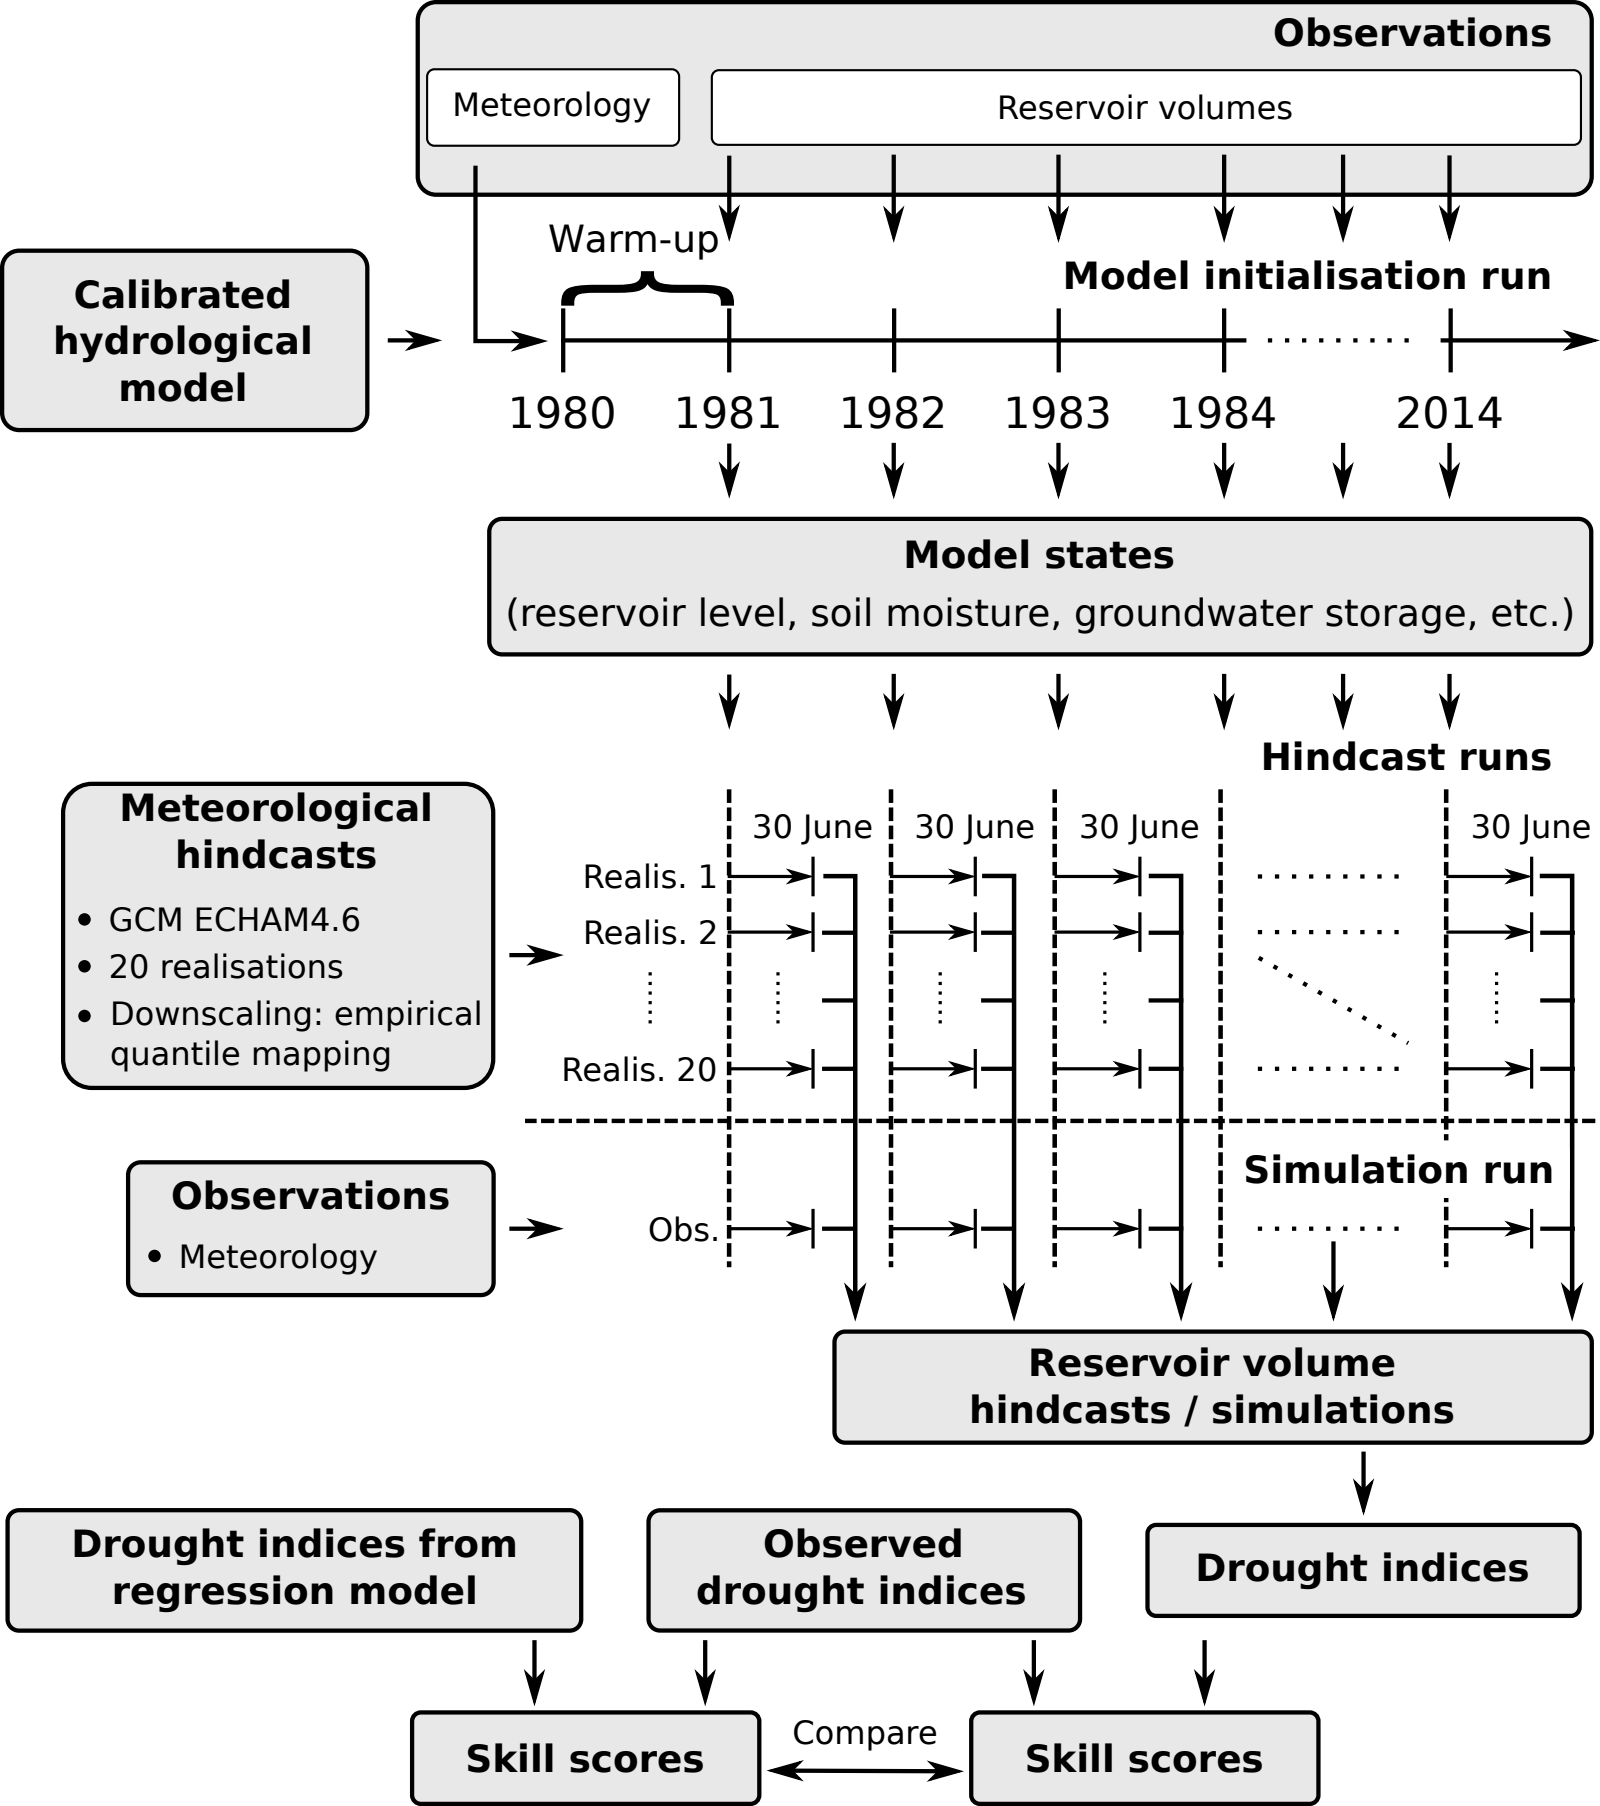 Observations
Meteorology
Reservoir volumes
Warm-up
Model initialisation run
Calibrated
hydrological
model
1980 1981 1982 1983 1984 2014
Model states
(reservoir level, soil moisture, groundwater storage, etc.)
Hindcast runs
Meteorological
hindcasts
• GCM ECHAM4.6
• 20 realisations
• Downscaling: empirical
quantile mapping
30 June 30 June 30 June 30 June
Realis. 1
Realis. 2
Realis. 20
Simulation run
Observations
• Meteorology
Obs.
Reservoir volume
hindcasts / simulations
Drought indices from
regression model
Observed
drought indices
Drought indices
Skill scores
Compare
Skill scores